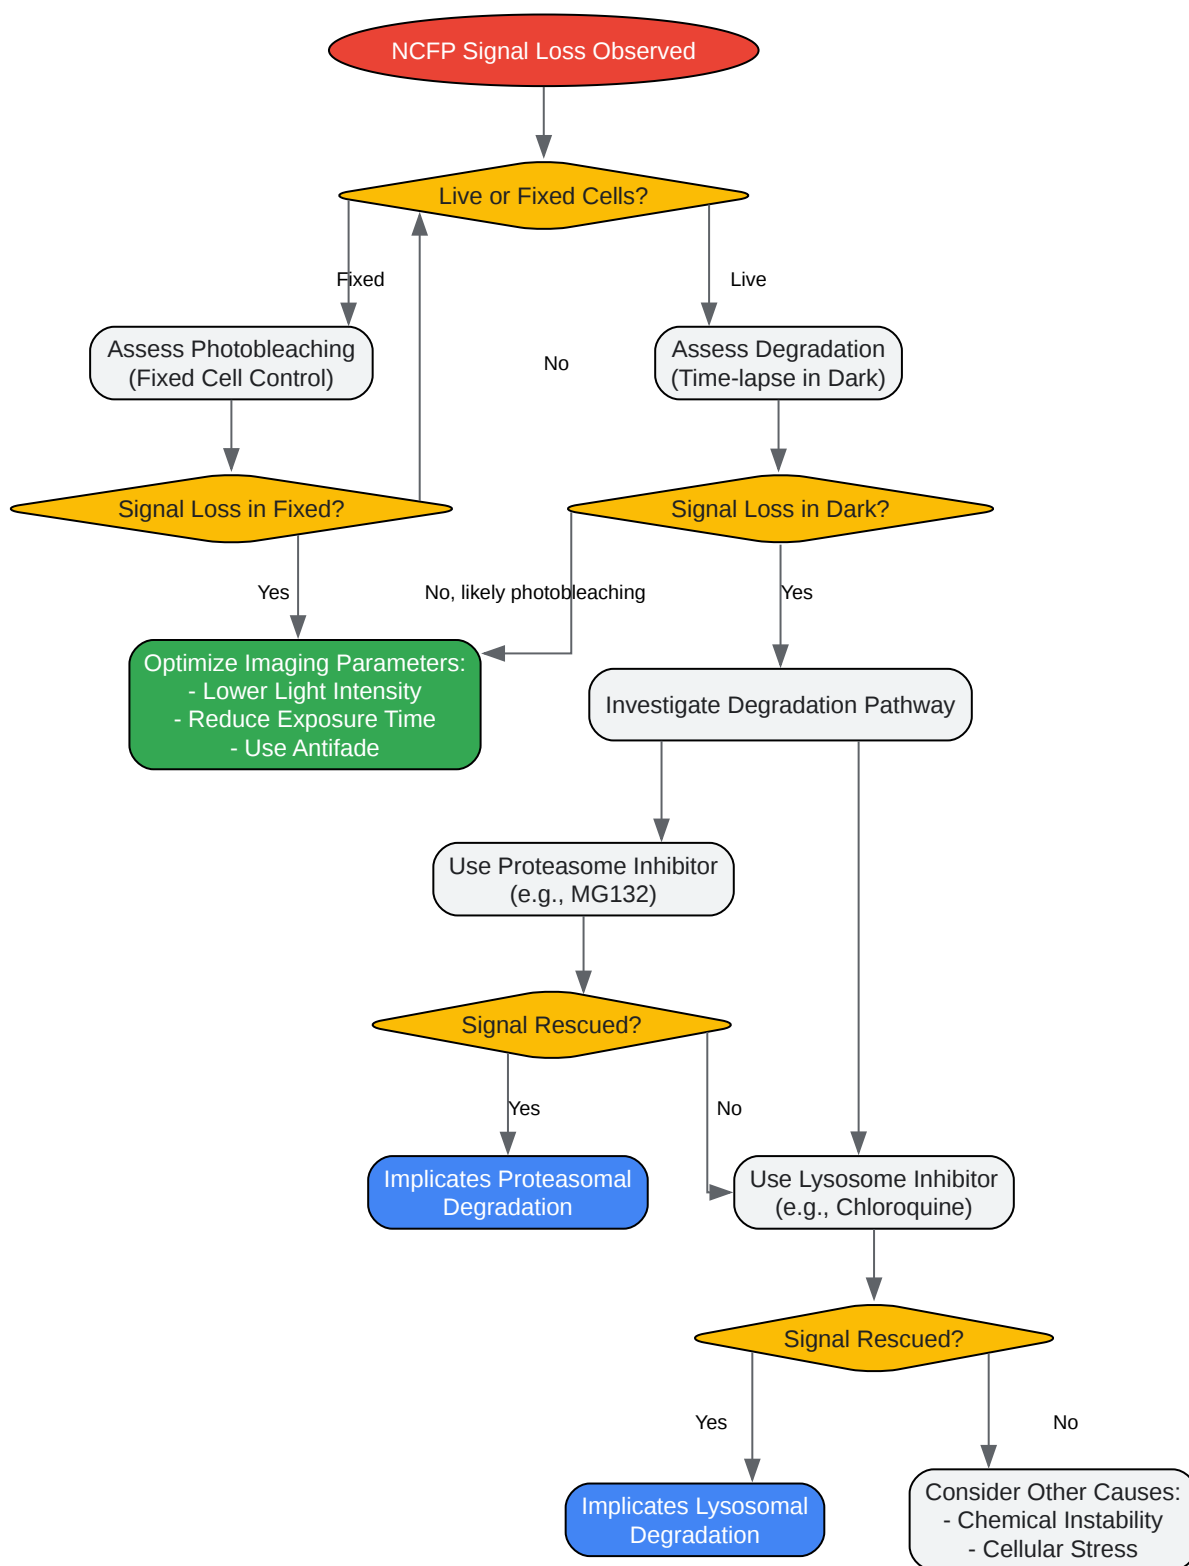 NCFP Signal Loss Observed
Live or Fixed Cells?
Fixed
Live
Assess Photobleaching
(Fixed Cell Control)
No
Assess Degradation
(Time-lapse in Dark)
Signal Loss in Fixed?
Signal Loss in Dark?
Yes
No, likely photobleaching
Yes
Optimize Imaging Parameters:
- Lower Light Intensity
- Reduce Exposure Time
- Use Antifade
Investigate Degradation Pathway
Use Proteasome Inhibitor
(e.g., MG132)
Signal Rescued?
Yes
No
Implicates Proteasomal
Degradation
Use Lysosome Inhibitor
(e.g., Chloroquine)
Signal Rescued?
Yes
No
Implicates Lysosomal
Degradation
Consider Other Causes:
- Chemical Instability
- Cellular Stress